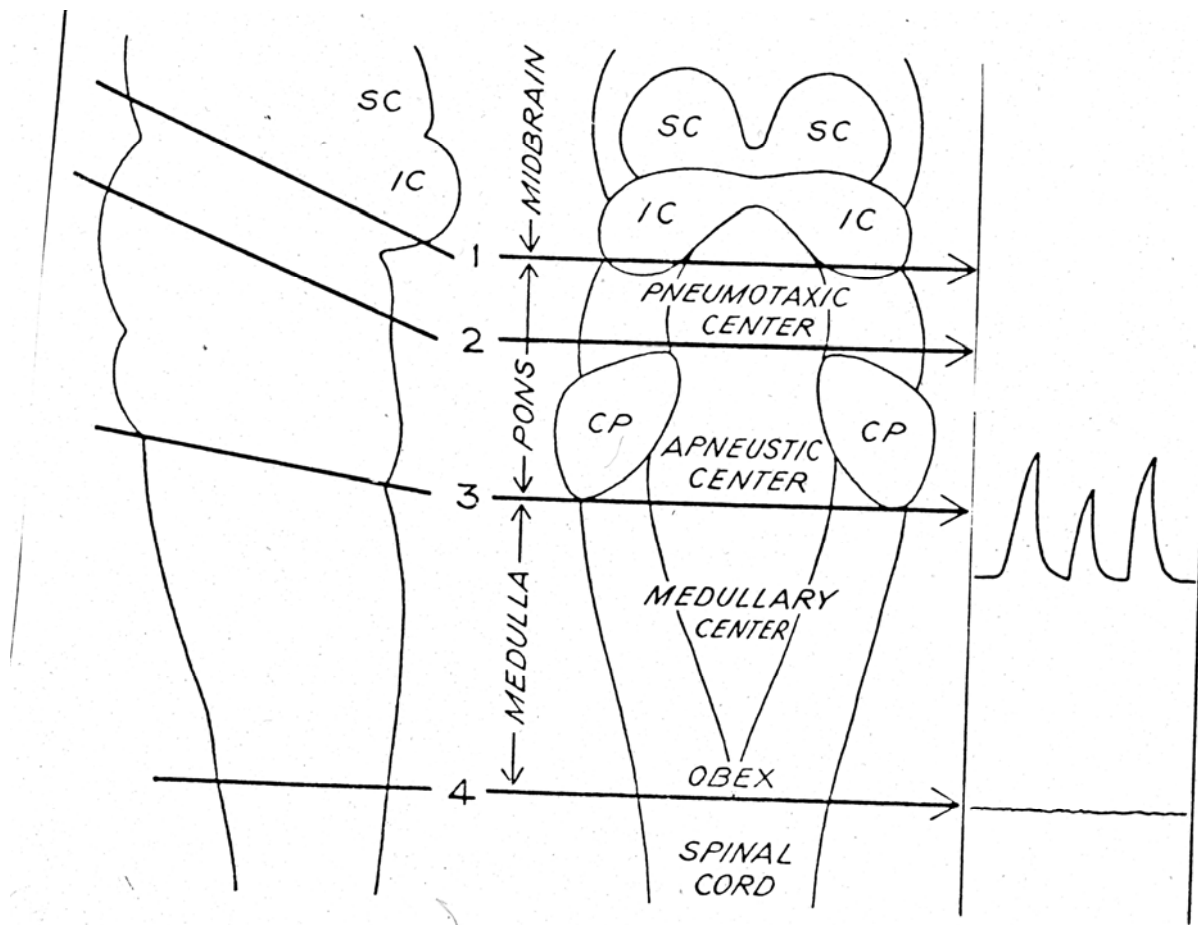 SC
IC
MIDBRAIN
PONS
MEDULLA
1
2
3
4
SC SC
IC IC
PNEUMOTAXIC
CENTER
CP CP
APNEUSTIC
CENTER
MEDULLARY
CENTER
OBEX
SPINAL
CORD